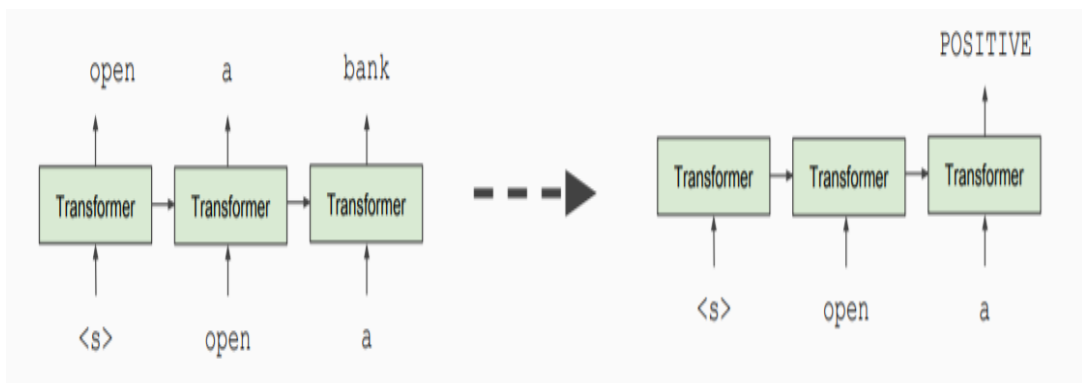 open a bank
Transformer Transformer Transformer
<s> open a
POSITIVE
Transformer Transformer Transformer
<s> open a